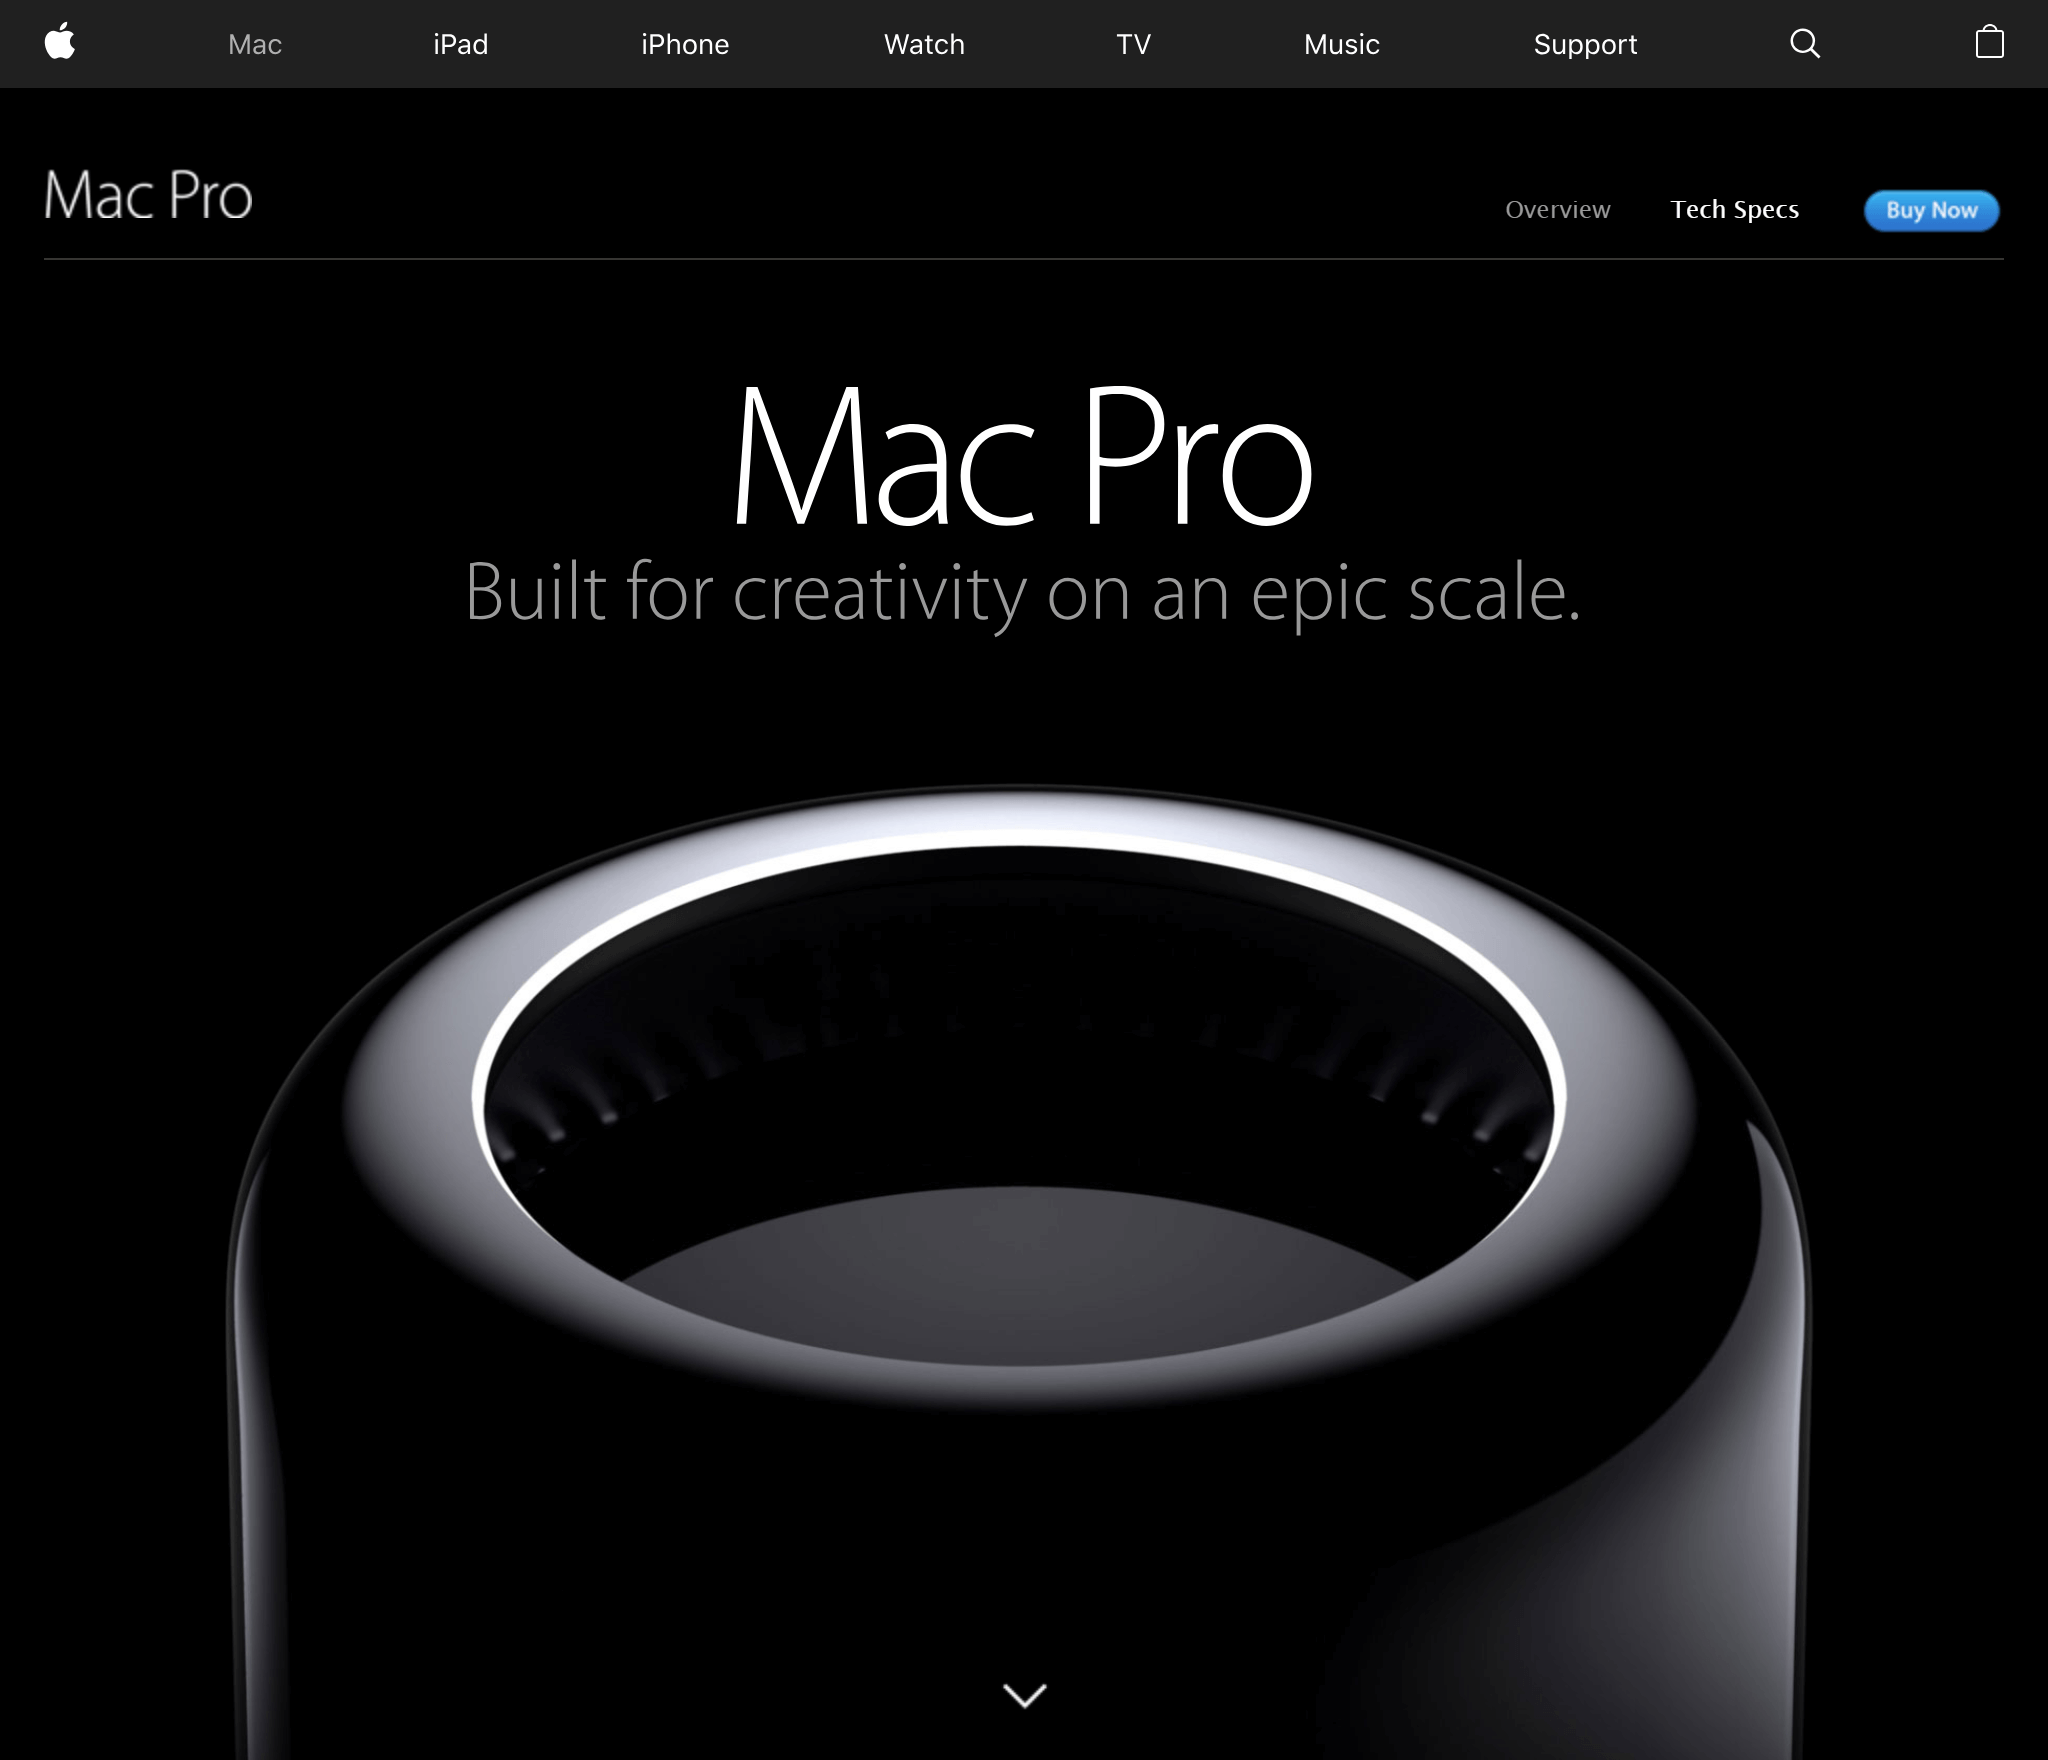 Mac iPad iPhone Watch TV Music Support
Mac Pro
Overview Tech Specs Buy Now
Mac Pro
Built for creativity on an epic scale.